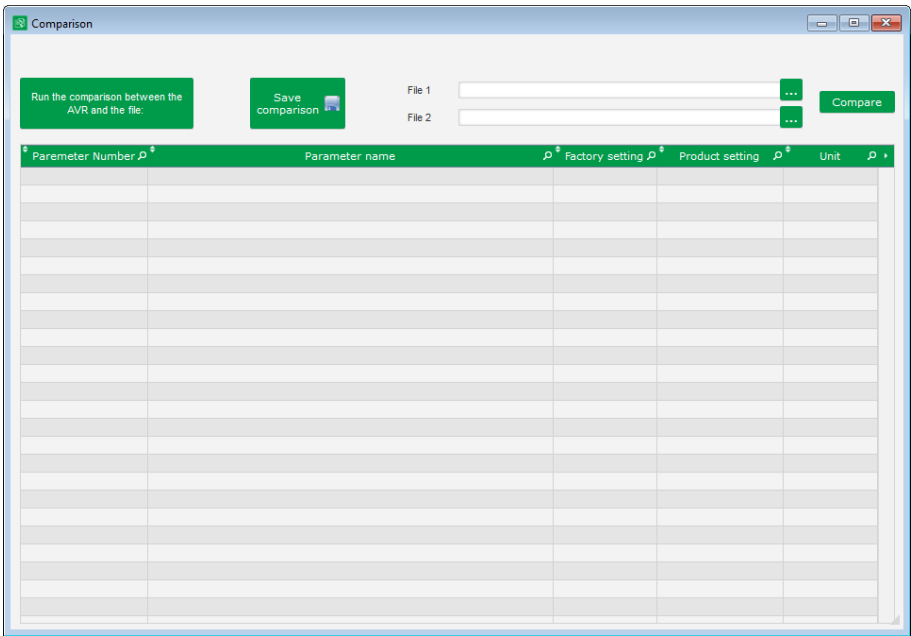 Comparison
Run the comparison between the
AVR and the file:
Save
comparison
File 1
...
File 2
...
Compare
Paremeter Number
Parameter name
Factory setting
Product setting
Unit